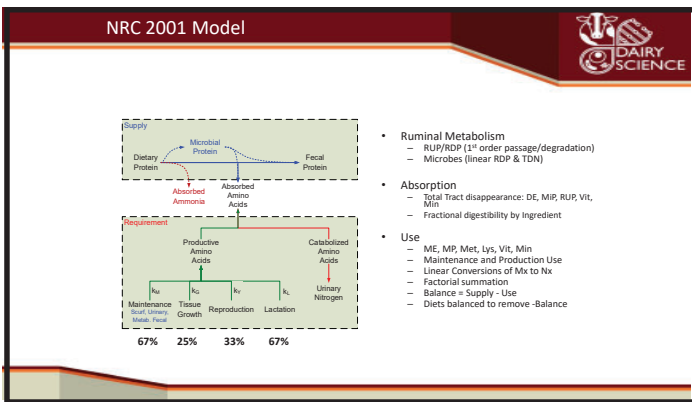 NRC 2001 Model
DAIRY
SCIENCE
Supply
Microbial
Protein
Dietary
Protein
Fecal
Protein
Absorbed
Ammonia
Absorbed
Amino
Acids
Requirement
Productive
Amino
Acids
Catabolized
Amino
Acids
kM
kG
kY
kL
Maintenance
Scurf, Urinary,
Metab. Fecal
Tissue
Growth
Reproduction
Lactation
Urinary
Nitrogen
67% 25% 33% 67%
• Ruminal Metabolism
– RUP/RDP (1st order passage/degradation)
– Microbes (linear RDP & TDN)
• Absorption
– Total Tract disappearance: DE, MiP, RUP, Vit,
Min
– Fractional digestibility by Ingredient
• Use
– ME, MP, Met, Lys, Vit, Min
– Maintenance and Production Use
– Linear Conversions of Mx to Nx
– Factorial summation
– Balance = Supply - Use
– Diets balanced to remove -Balance